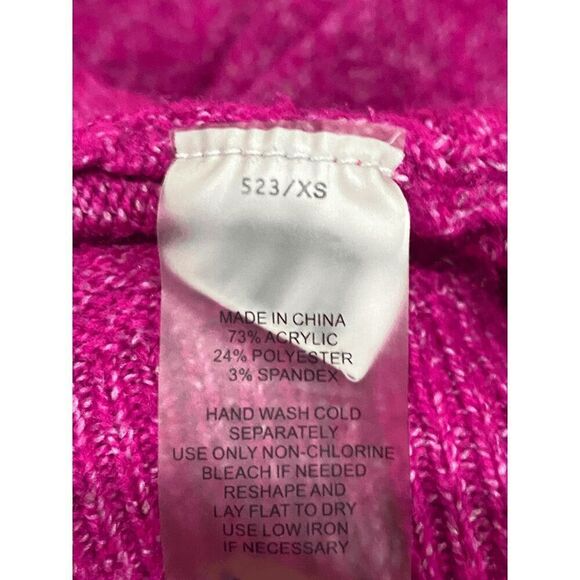 523/XS
MADE IN CHINA
73% ACRYLIC
24% POLYESTER
3% SPANDEX
HAND WASH COLD
SEPARATELY
USE ONLY NON-CHLORINE
BLEACH IF NEEDED
RESHAPE AND
LAY FLAT TO DRY
USE LOW IRON
IF NECESSARY